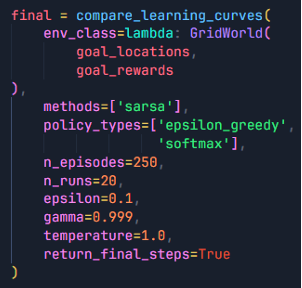 final = compare_learning_curves(
    env_class=lambda: GridWorld(
        goal_locations,
        goal_rewards
),
    methods=['sarsa'],
    policy_types=['epsilon_greedy',
                  'softmax'],
    n_episodes=250,
    n_runs=20,
    epsilon=0.1,
    gamma=0.999,
    temperature=1.0,
    return_final_steps=True
)